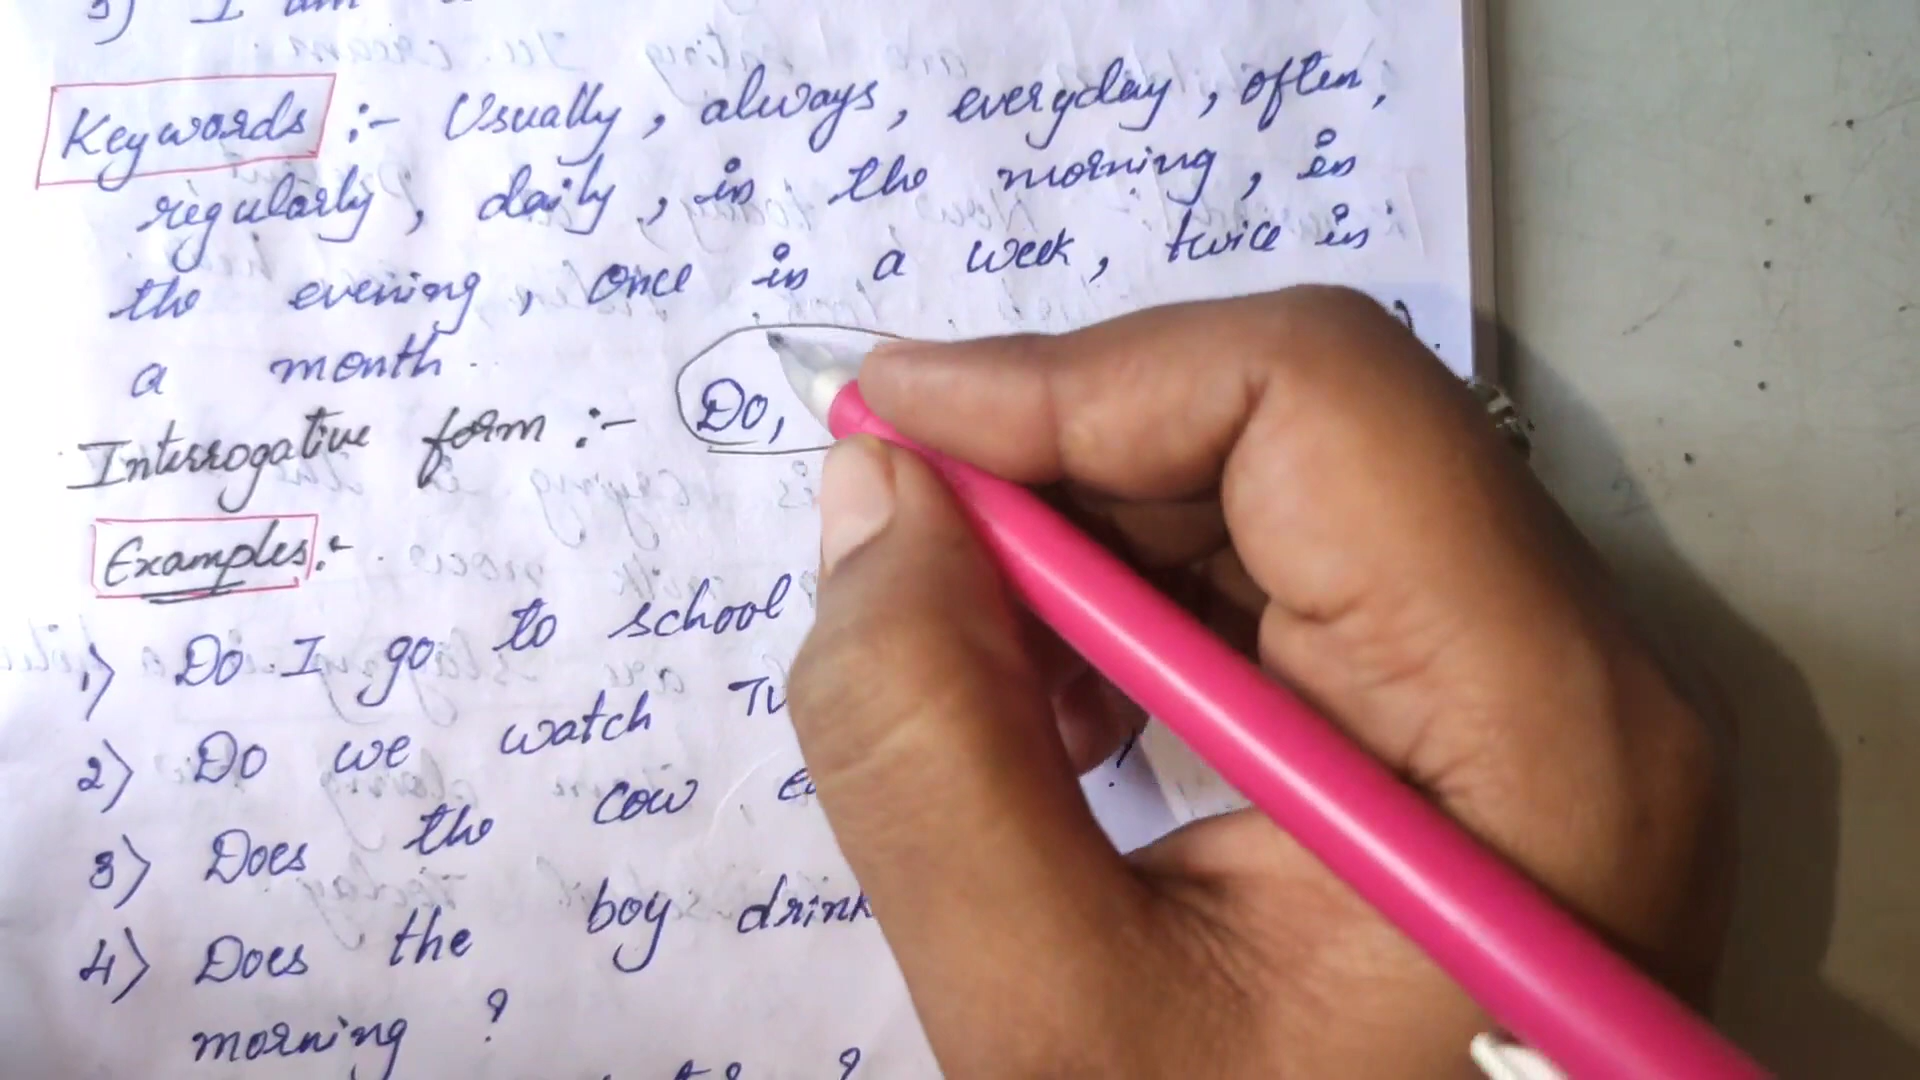 3) I am
Keywords :- Usually, always, everyday, often,
regularly, daily, in the morning, in
the evening, once in a week, twice in
a month.
Interrogative form :- Do,
Examples :-
1) Do I go to school
2) Do we watch TV
3) Does the cow
4) Does the boy drink
morning ?
?